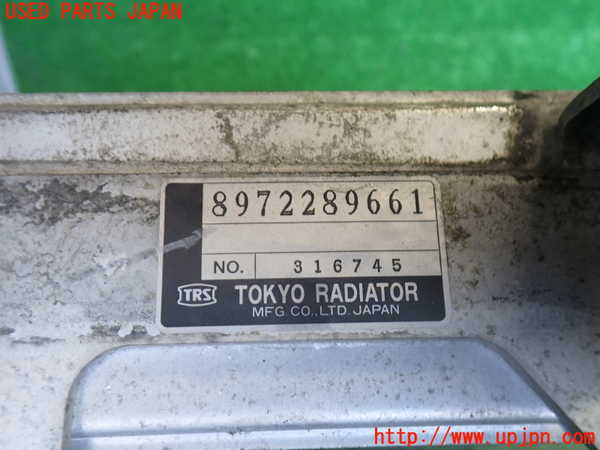 USED PARTS JAPAN
8972289661
NO. 316745
TRS TOKYO RADIATOR
MFG CO.,LTD. JAPAN
http://www.upjpn.com/